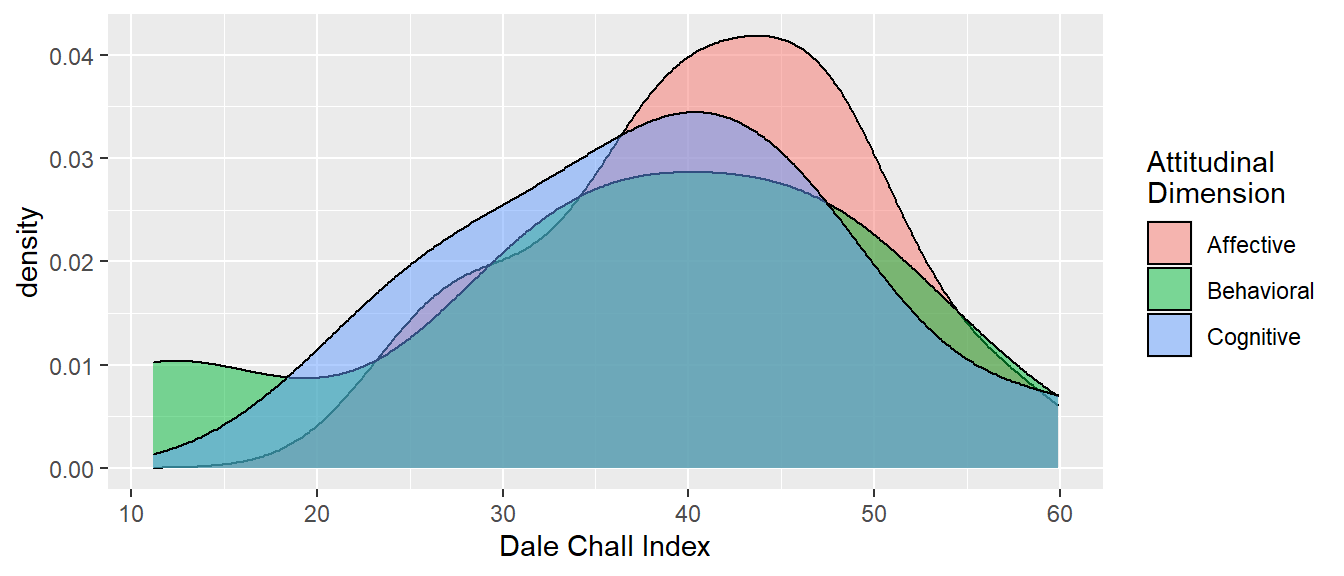 density
0.04
0.03
0.02
0.01
0.00
10 20 30 40 50 60
Dale Chall Index
Attitudinal
Dimension
Affective
Behavioral
Cognitive